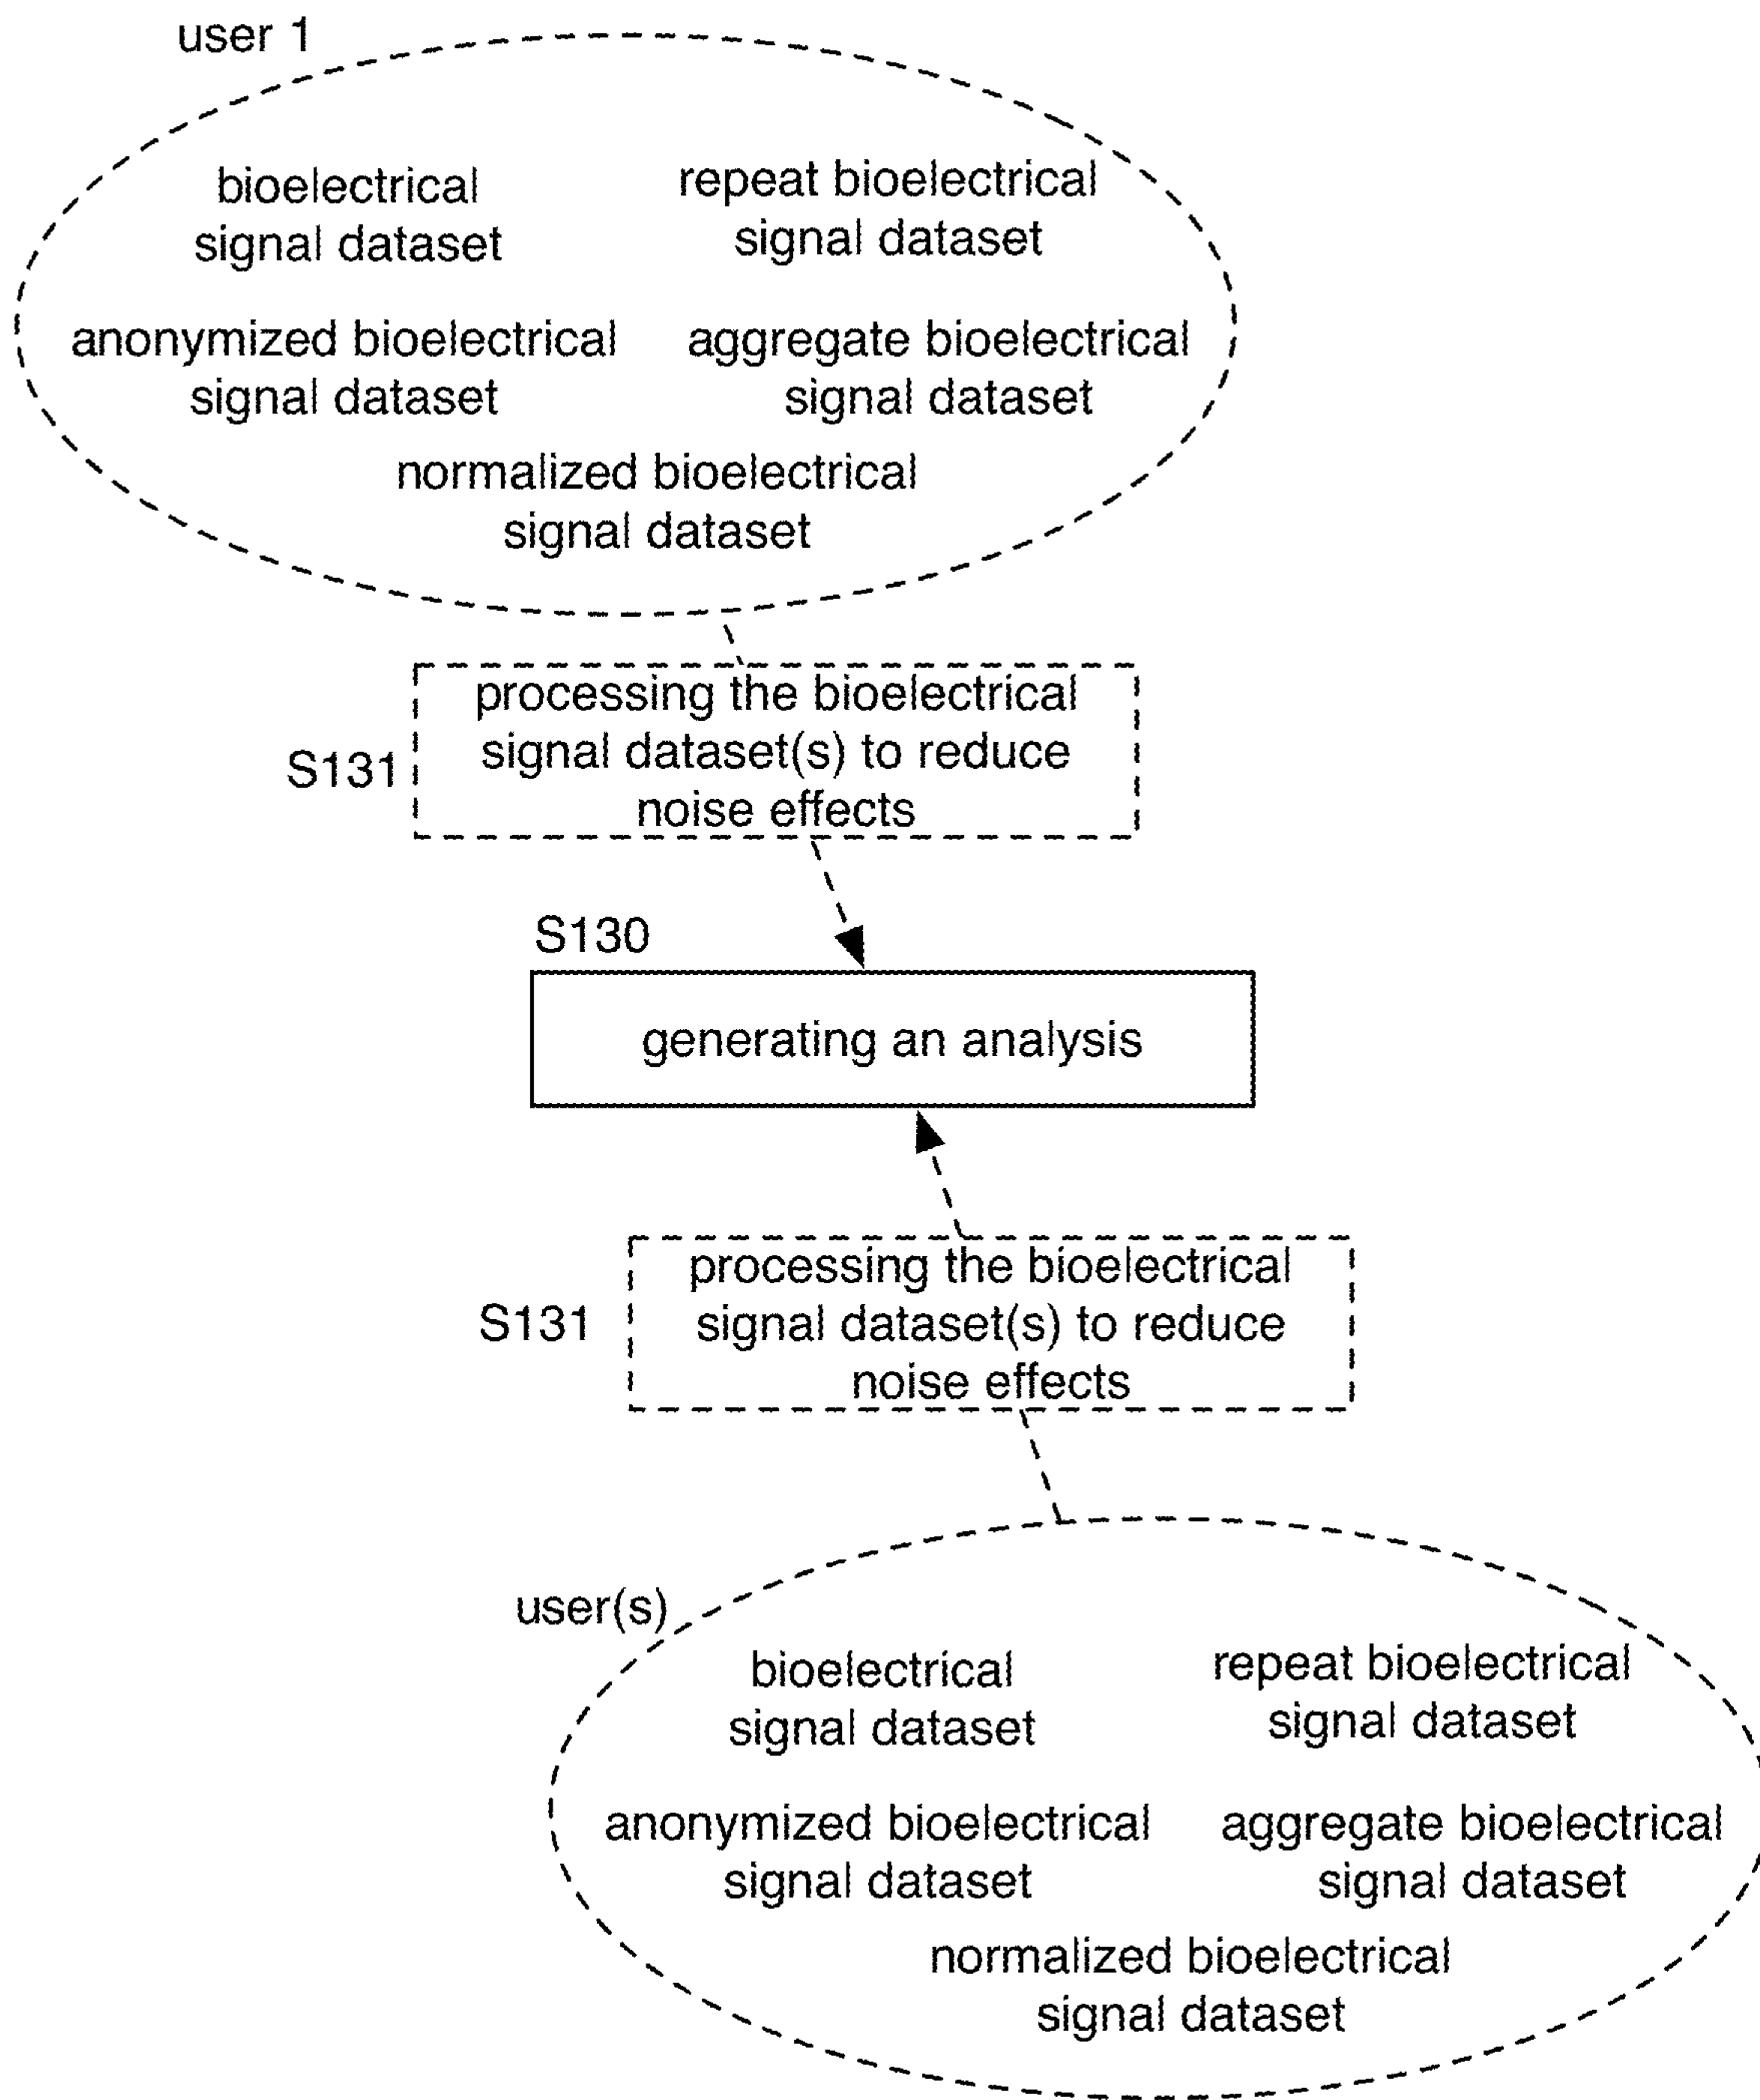 user 1
bioelectrical
signal dataset
repeat bioelectrical
signal dataset
anonymized bioelectrical
signal dataset
aggregate bioelectrical
signal dataset
normalized bioelectrical
signal dataset
S131
processing the bioelectrical
signal dataset(s) to reduce
noise effects
S130
generating an analysis
S131
processing the bioelectrical
signal dataset(s) to reduce
noise effects
user(s)
bioelectrical
signal dataset
repeat bioelectrical
signal dataset
anonymized bioelectrical
signal dataset
aggregate bioelectrical
signal dataset
normalized bioelectrical
signal dataset